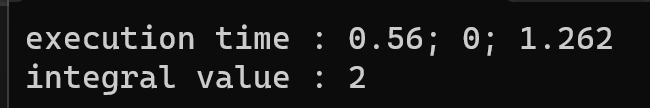 execution time : 0.56; 0; 1.262
integral value : 2